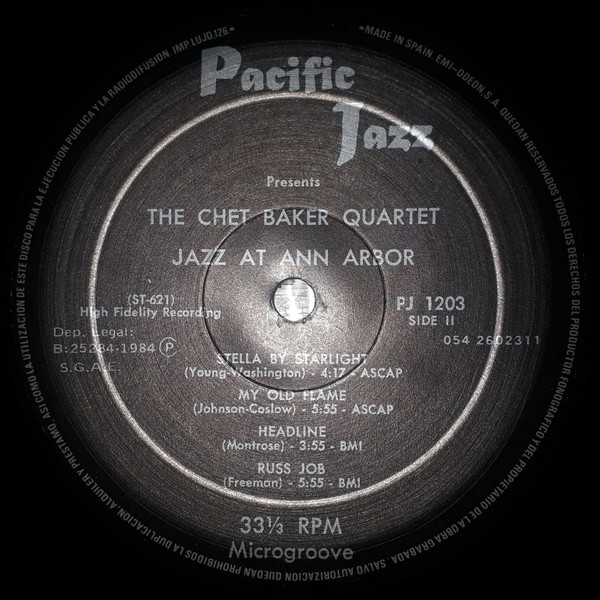 Pacific
Jazz
Presents
THE CHET BAKER QUARTET
JAZZ AT ANN ARBOR
(ST-621)
High Fidelity Recording
PJ 1203
SIDE II
Dep. Legal:
B:25284-1984 Ⓟ
S.G.A.E.
054 2602311
STELLA BY STARLIGHT
(Young-Washington) - 4:17 - ASCAP
MY OLD FLAME
(Johnson-Coslow) - 5:55 - ASCAP
HEADLINE
(Montrose) - 3:55 - BMI
RUSS JOB
(Freeman) - 5:55 - BMI
33⅓ RPM
Microgroove
•MADE IN SPAIN. EMI-ODEON, S.A. QUEDAN RESERVADOS TODOS LOS DERECHOS DEL PRODUCTOR FONOGRAFICO Y DEL PROPIETARIO DE LA OBRA GRABADA. SALVO AUTORIZACION QUEDAN PROHIBIDOS LA DUPLICACION, ALQUILER Y PRESTAMO ASI COMO LA UTILIZACION DE ESTE DISCO PARA LA EJECUCION PUBLICA Y LA RADIODIFUSION. IMP. LUJO, 126.•